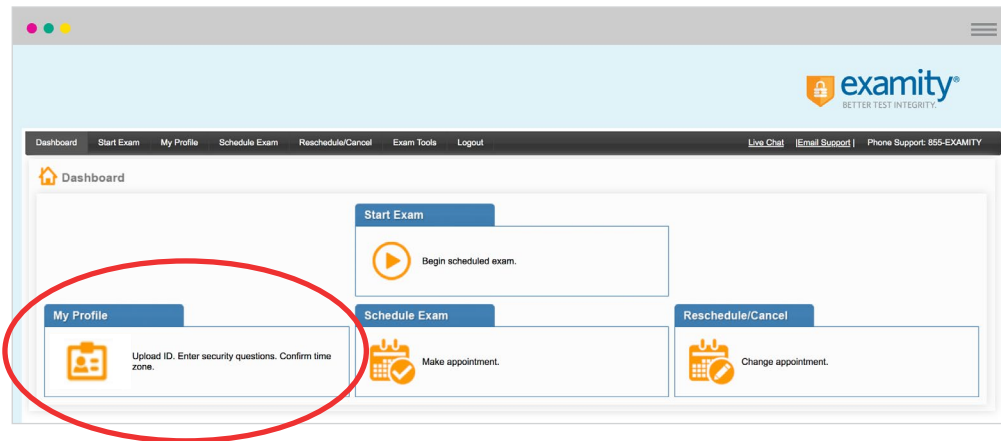 examity®
BETTER TEST INTEGRITY.
Dashboard Start Exam My Profile Schedule Exam Reschedule/Cancel Exam Tools Logout Live Chat |Email Support| Phone Support: 855-EXAMITY
Dashboard
Start Exam
Begin scheduled exam.
My Profile
Upload ID. Enter security questions. Confirm time
zone.
Schedule Exam
Make appointment.
Reschedule/Cancel
Change appointment.